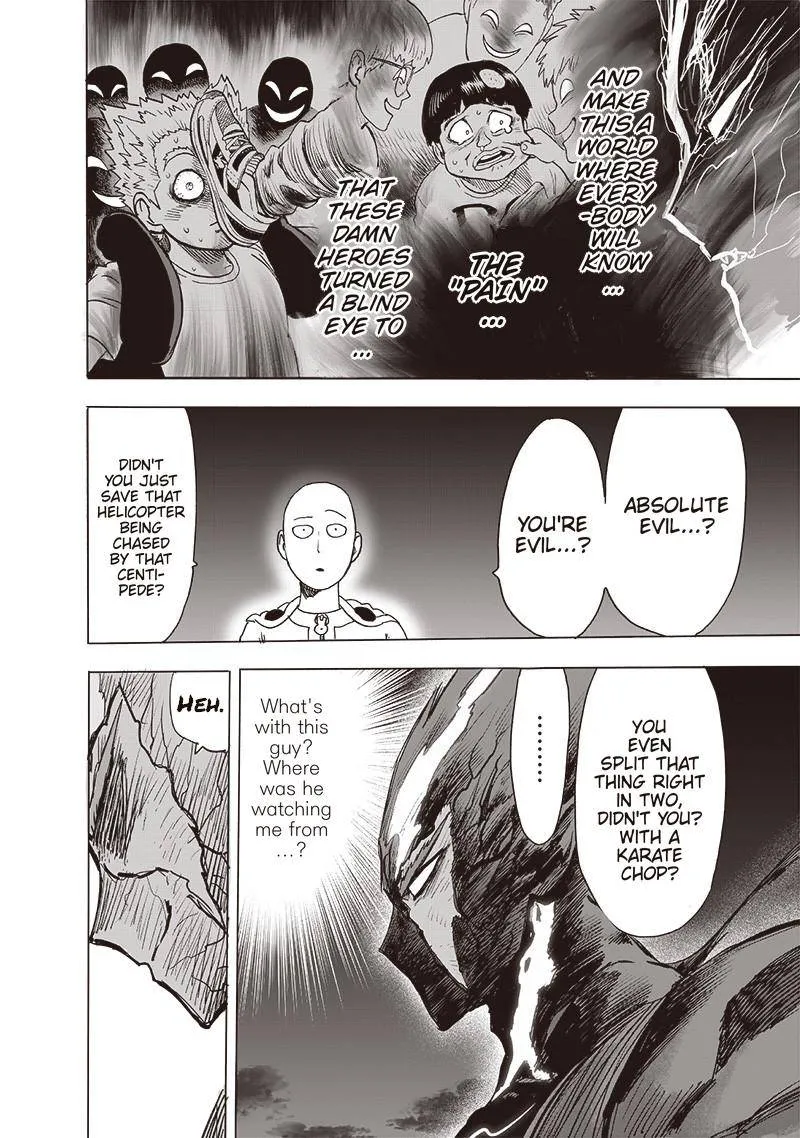 AND
MAKE
THIS A
WORLD
WHERE
EVERY
-BODY
WILL
KNOW
...
THE
"PAIN"
...
THAT
THESE
DAMN
HEROES
TURNED
A BLIND
EYE TO
...
ABSOLUTE
EVIL...?
YOU'RE
EVIL...?
DIDN'T
YOU JUST
SAVE THAT
HELICOPTER
BEING
CHASED
BY THAT
CENTI-
PEDE?
YOU
EVEN
SPLIT THAT
THING RIGHT
IN TWO,
DIDN'T YOU?
WITH A
KARATE
CHOP?
.........
What's
with this
guy?
Where
was he
watching
me from
...?
HEH.